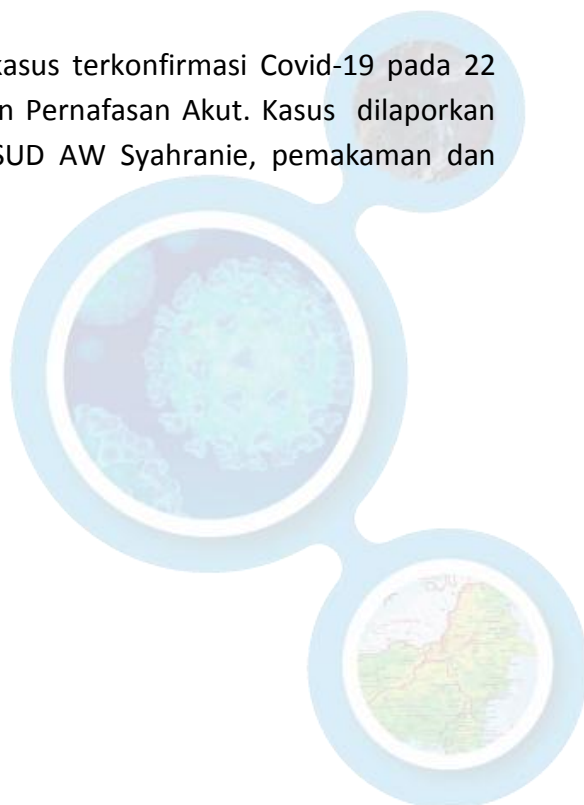 kasus terkonfirmasi Covid-19 pada 22
n Pernafasan Akut. Kasus dilaporkan
SUD AW Syahranie, pemakaman dan